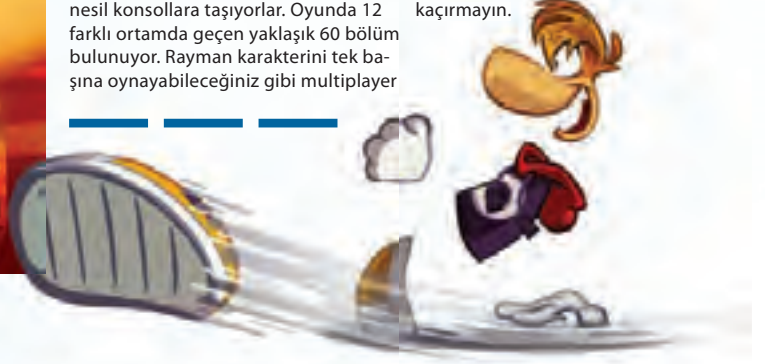 nesil konsollara taşıyorlar. Oyunda 12
farklı ortamda geçen yaklaşık 60 bölüm
bulunuyor. Rayman karakterini tek ba-
şına oynayabileceğiniz gibi multiplayer
kaçırmayın.